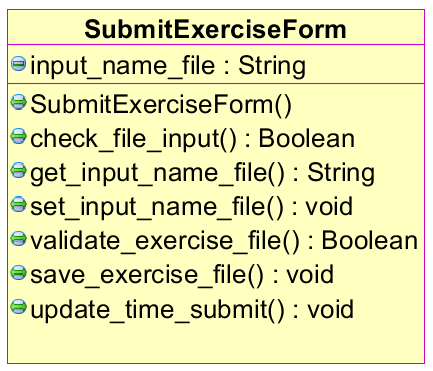 SubmitExerciseForm
input_name_file : String
SubmitExerciseForm()
check_file_input() : Boolean
get_input_name_file() : String
set_input_name_file() : void
validate_exercise_file() : Boolean
save_exercise_file() : void
update_time_submit() : void